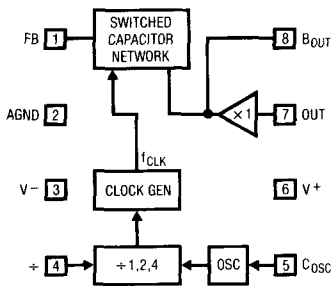 FB 1 SWITCHED CAPACITOR NETWORK 8 BOUT
AGND 2 ×1 7 OUT
fCLK
V− 3 CLOCK GEN 6 V+
÷ 4 ÷1,2,4 OSC 5 COSC